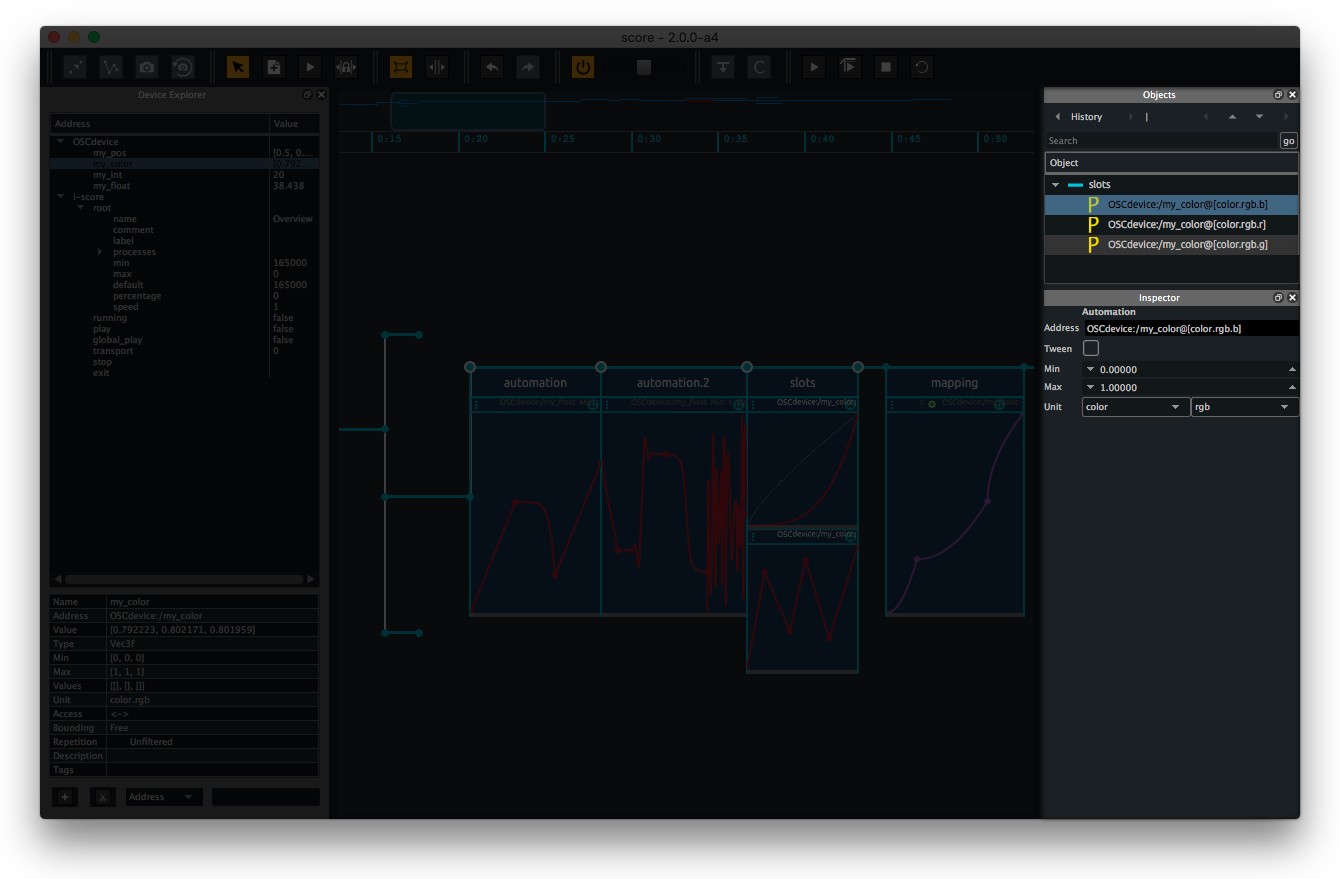 score - 2.0.0-a4
Device Explorer
Address Value
OSCdevice
my_pos [0.5, 0....
my_color [0.792...
my_int 20
my_float 38.438
i-score
root
name Overview
comment
label
processes
min 165000
max 0
default 165000
percentage 0
speed 1
running false
play false
global_play false
transport 0
stop
exit
Name my_color
Address OSCdevice:/my_color
Value [0.792223, 0.802171, 0.801959]
Type Vec3f
Min [0, 0, 0]
Max [1, 1, 1]
Values [[], [], []]
Unit color.rgb
Access <->
Bounding Free
Repetition Unfiltered
Description
Tags
+ Address
0:15 0:20 0:25 0:30 0:35 0:40 0:45 0:50
automation automation.2 slots mapping
OSCdevice:/my_float OSCdevice:/my_float OSCdevice:/my_color
OSCdevice:/my_color
Objects
History
Search go
Object
slots
P OSCdevice:/my_color@[color.rgb.b]
P OSCdevice:/my_color@[color.rgb.r]
P OSCdevice:/my_color@[color.rgb.g]
Inspector
Automation
Address OSCdevice:/my_color@[color.rgb.b]
Tween
Min 0.00000
Max 1.00000
Unit color rgb